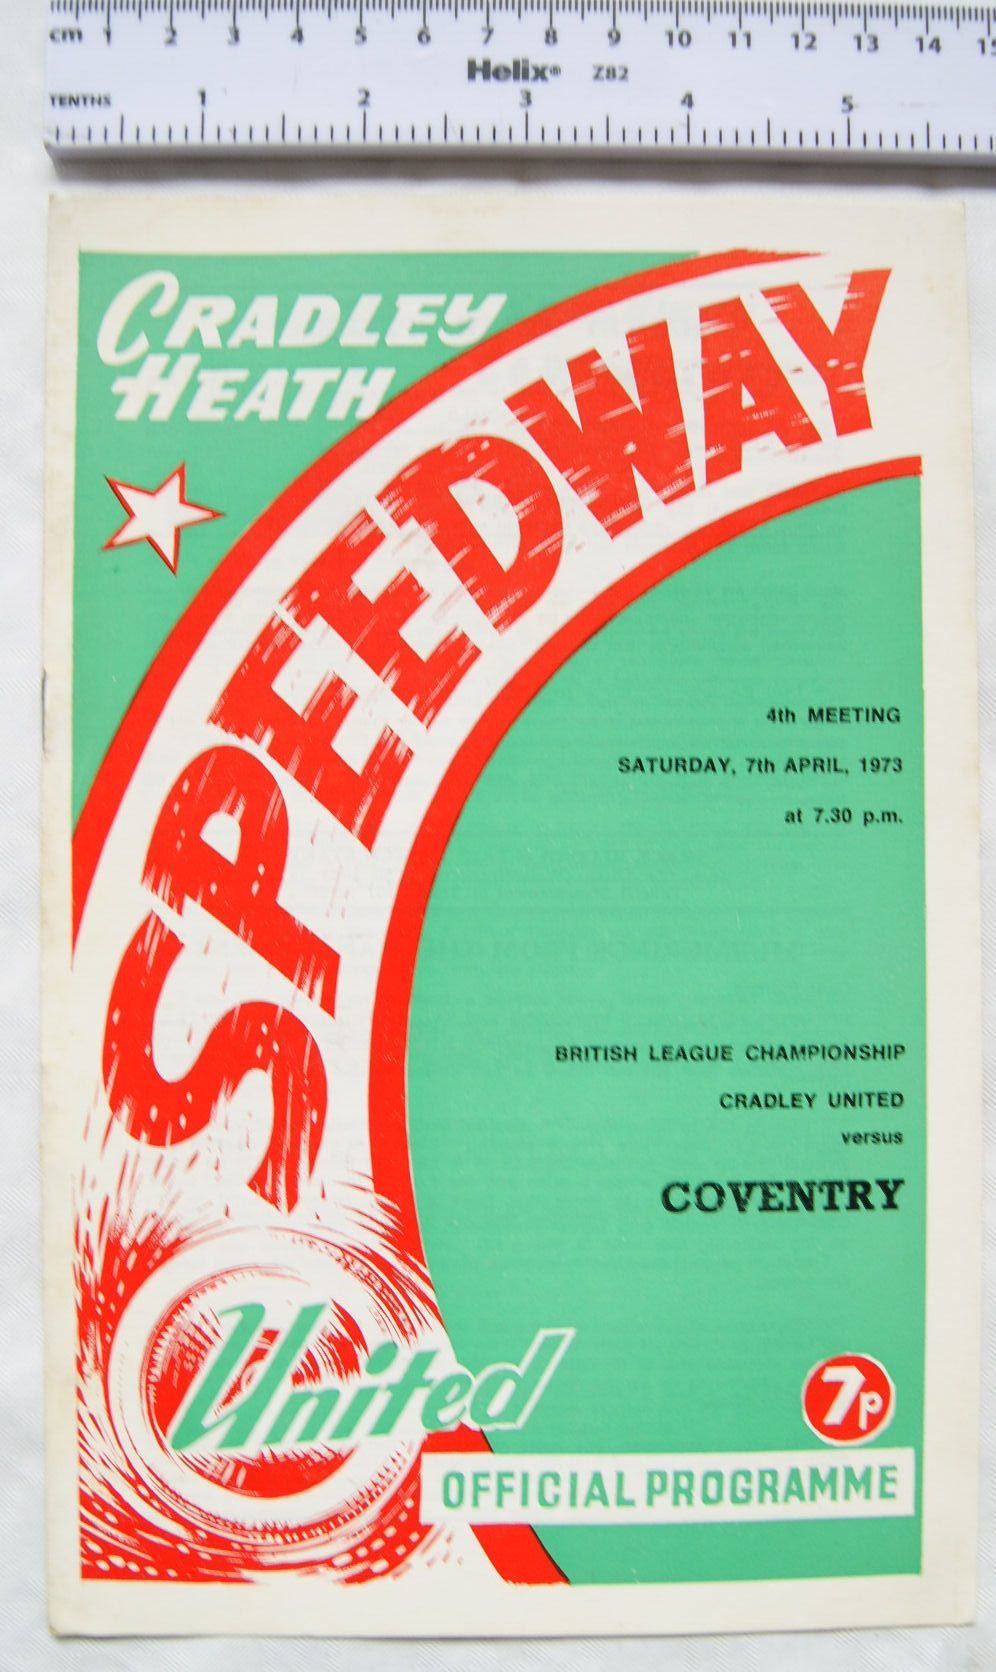 cm 1 2 3 4 5 6 7 8 9 10 11 12 13 14 15
Helix® Z82
TENTHS 1 2 3 4 5
CRADLEY
HEATH
SPEEDWAY
4th MEETING
SATURDAY, 7th APRIL, 1973
at 7.30 p.m.
BRITISH LEAGUE CHAMPIONSHIP
CRADLEY UNITED
versus
COVENTRY
United
7p
OFFICIAL PROGRAMME